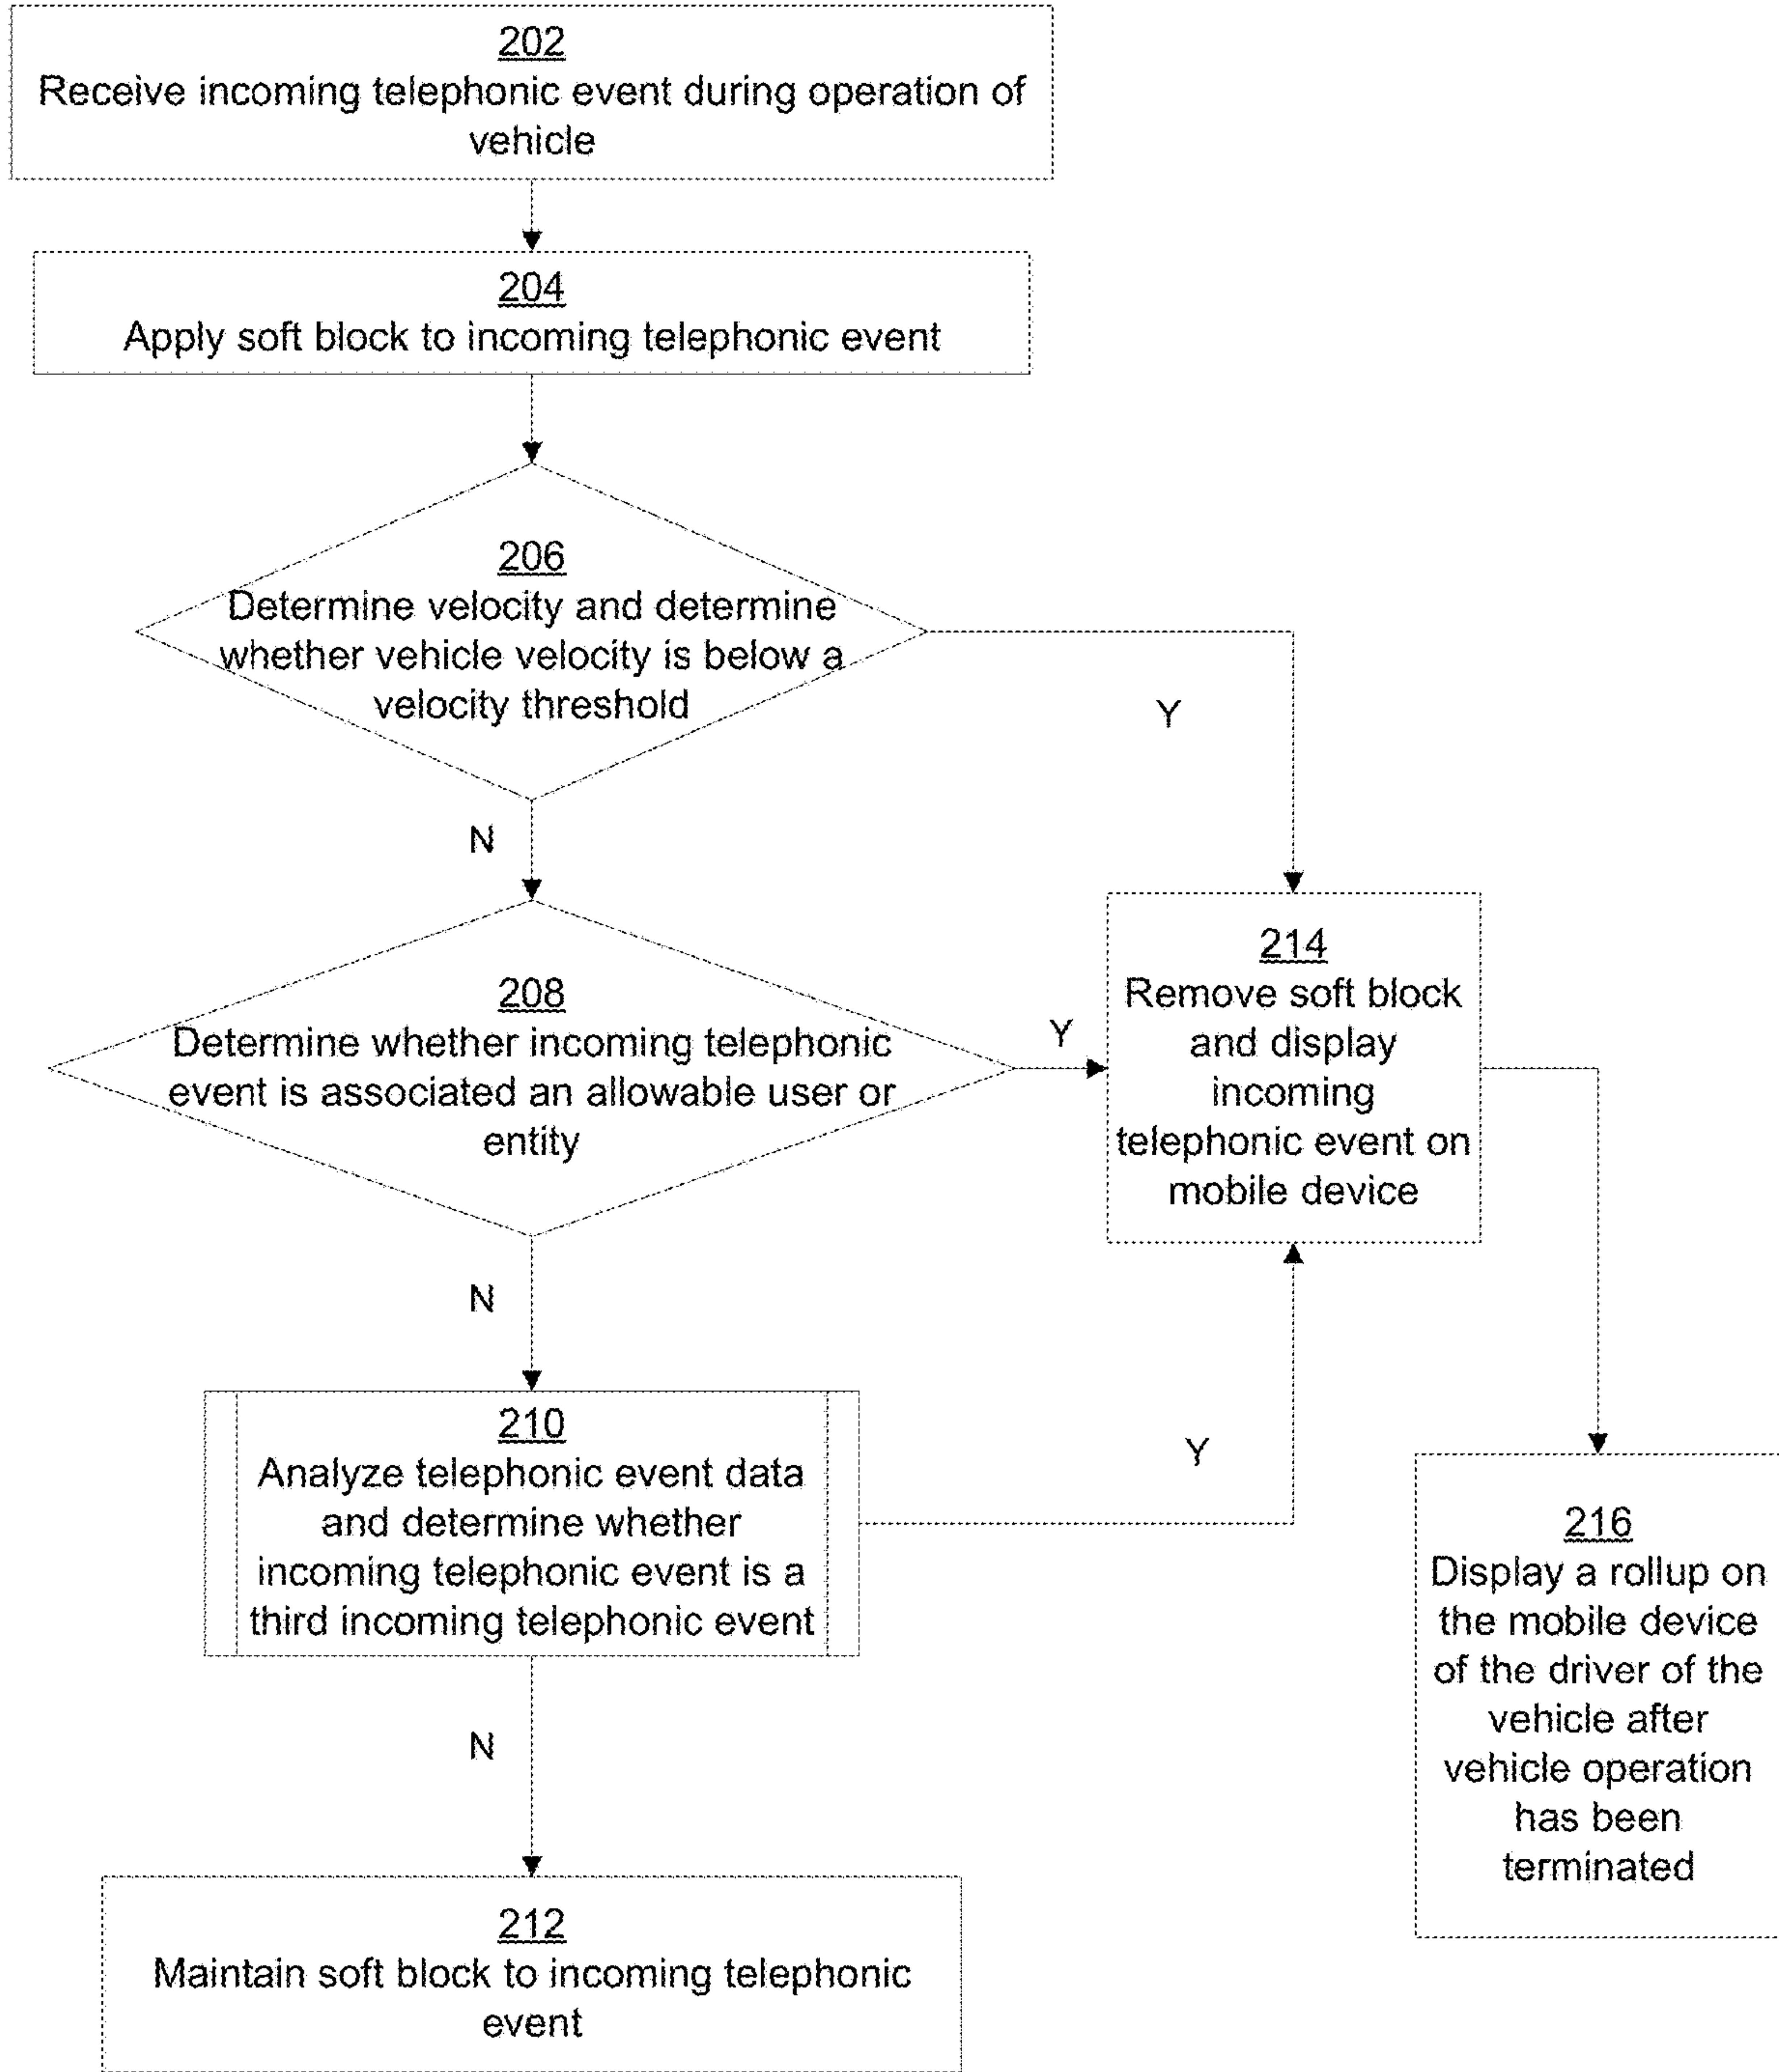 202
Receive incoming telephonic event during operation of
vehicle
204
Apply soft block to incoming telephonic event
206
Determine velocity and determine
whether vehicle velocity is below a
velocity threshold
Y
N
208
Determine whether incoming telephonic
event is associated an allowable user or
entity
Y
N
214
Remove soft block
and display
incoming
telephonic event on
mobile device
210
Analyze telephonic event data
and determine whether
incoming telephonic event is a
third incoming telephonic event
Y
N
216
Display a rollup on
the mobile device
of the driver of the
vehicle after
vehicle operation
has been
terminated
212
Maintain soft block to incoming telephonic
event